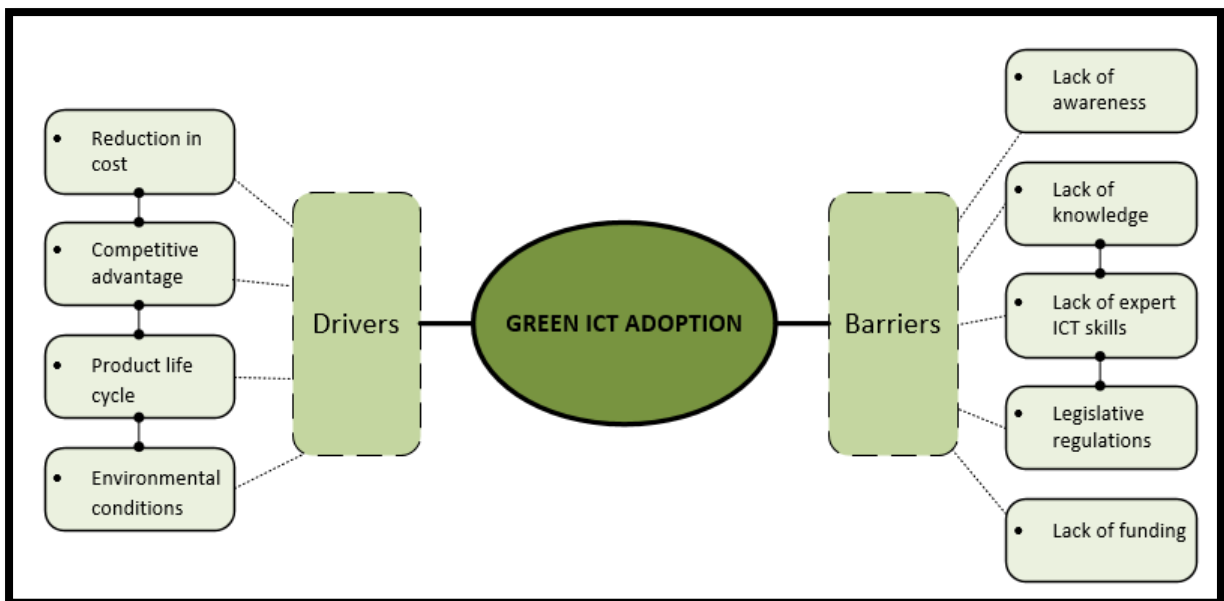 • Reduction in
cost
• Competitive
advantage
• Product life
cycle
• Environmental
conditions
Drivers
GREEN ICT ADOPTION
Barriers
• Lack of
awareness
• Lack of
knowledge
• Lack of expert
ICT skills
• Legislative
regulations
• Lack of funding